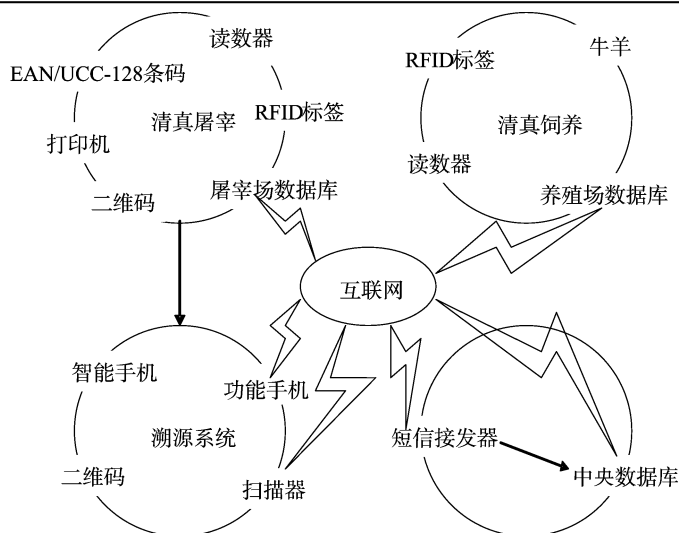 读数器
EAN/UCC-128条码
清真屠宰
RFID标签
打印机
二维码
屠宰场数据库
牛羊
RFID标签
清真饲养
读数器
养殖场数据库
互联网
智能手机
功能手机
溯源系统
二维码
扫描器
短信接发器
中央数据库